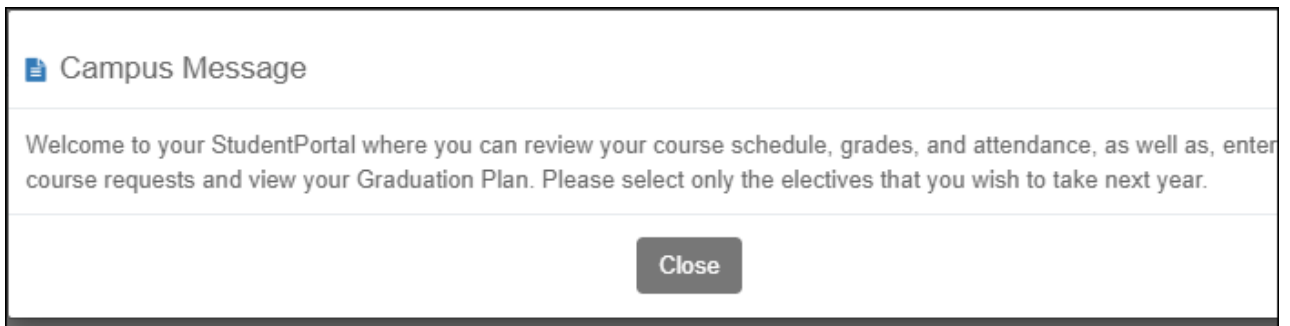 Campus Message
Welcome to your StudentPortal where you can review your course schedule, grades, and attendance, as well as, enter
course requests and view your Graduation Plan. Please select only the electives that you wish to take next year.
Close